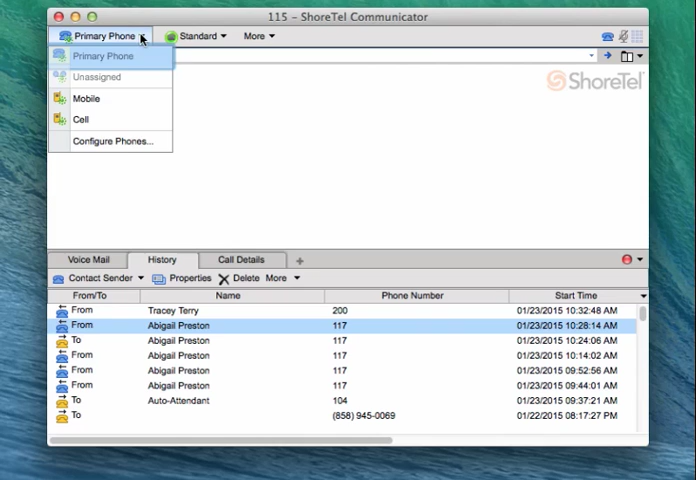 115 - ShoreTel Communicator
Primary Phone Standard More
Primary Phone
Unassigned
Mobile
Cell
Configure Phones...
ShoreTel
Voice Mail History Call Details +
Contact Sender Properties Delete More
From/To Name Phone Number Start Time
From Tracey Terry 200 01/23/2015 10:32:48 AM
From Abigail Preston 117 01/23/2015 10:28:14 AM
To Abigail Preston 117 01/23/2015 10:24:06 AM
From Abigail Preston 117 01/23/2015 10:14:02 AM
From Abigail Preston 117 01/23/2015 09:52:56 AM
From Abigail Preston 117 01/23/2015 09:44:01 AM
To Auto-Attendant 104 01/23/2015 09:37:21 AM
To (858) 945-0069 01/22/2015 08:17:27 PM